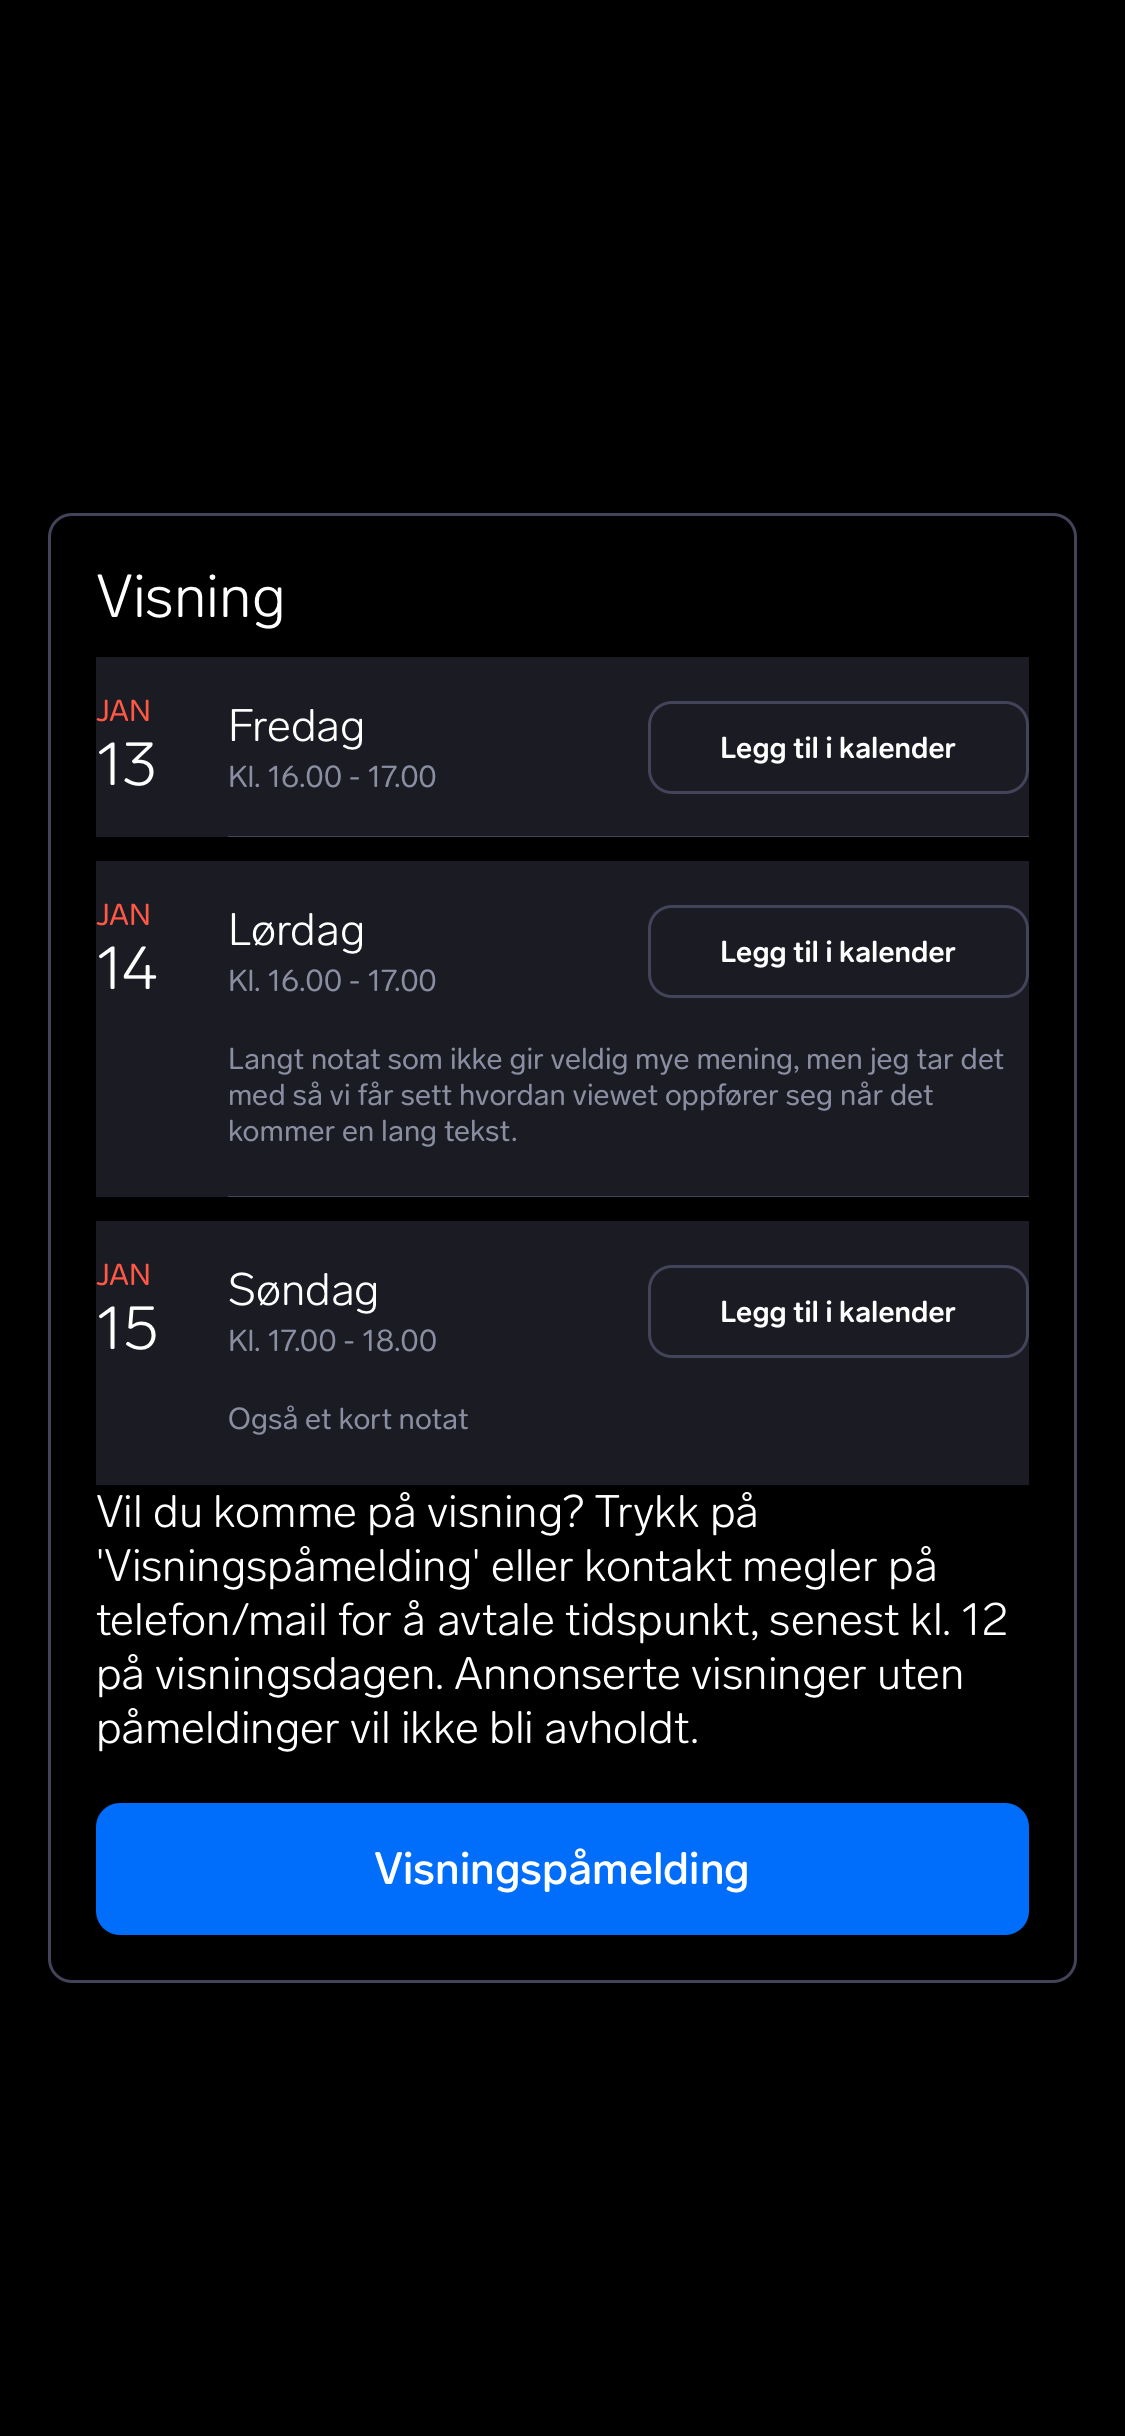 Visning
JAN
13
Fredag
Kl. 16.00 - 17.00
Legg til i kalender
JAN
14
Lørdag
Kl. 16.00 - 17.00
Legg til i kalender
Langt notat som ikke gir veldig mye mening, men jeg tar det
med så vi får sett hvordan viewet oppfører seg når det
kommer en lang tekst.
JAN
15
Søndag
Kl. 17.00 - 18.00
Legg til i kalender
Også et kort notat
Vil du komme på visning? Trykk på
'Visningspåmelding' eller kontakt megler på
telefon/mail for å avtale tidspunkt, senest kl. 12
på visningsdagen. Annonserte visninger uten
påmeldinger vil ikke bli avholdt.
Visningspåmelding